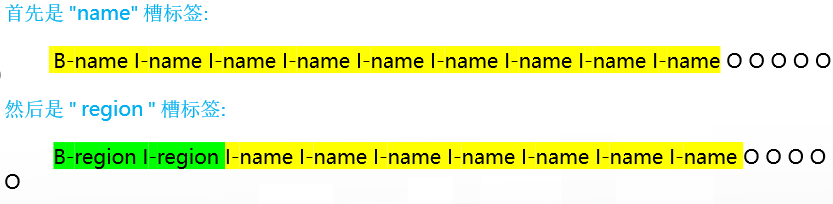 首先是 "name" 槽标签:
B-name I-name I-name I-name I-name I-name I-name I-name I-name O O O O O
然后是 " region " 槽标签:
B-region I-region I-name I-name I-name I-name I-name I-name I-name O O O O
O